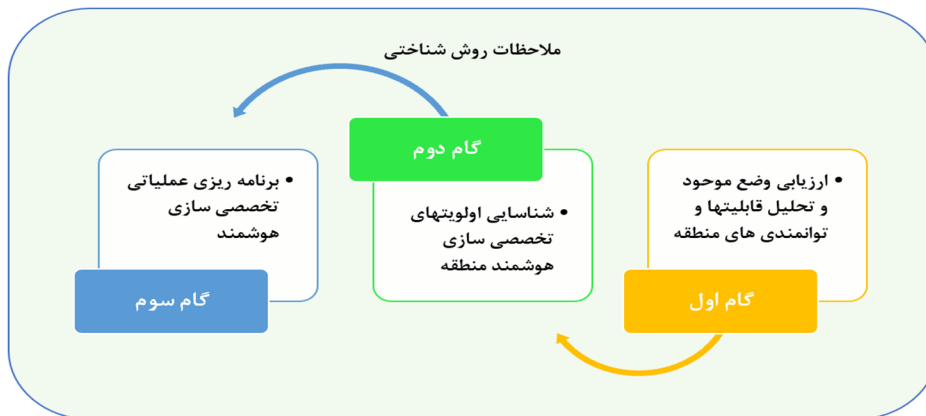 ملاحظات روش شناختی
• ارزیابی وضع موحود
و تحلیل قابلیتها و
توانمندی های منطقه
گام اول
گام دوم
• شناسایی اولویتهای
تخصصی سازی
هوشمند منطقه
• برنامه ریزی عملیاتی
تخصصی سازی
هوشمند
گام سوم